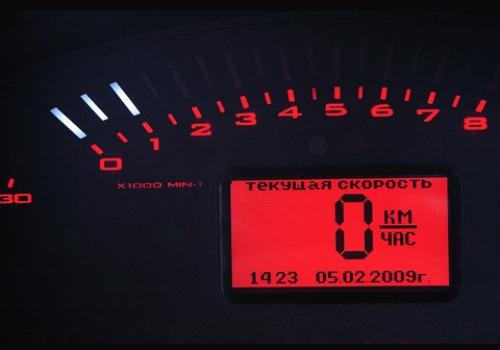 0 1 2 3 4 5 6 7 8
X1000 MIN-1
30
текущая скорость
0 КМ
ЧАС
1423 05.02.2009г.